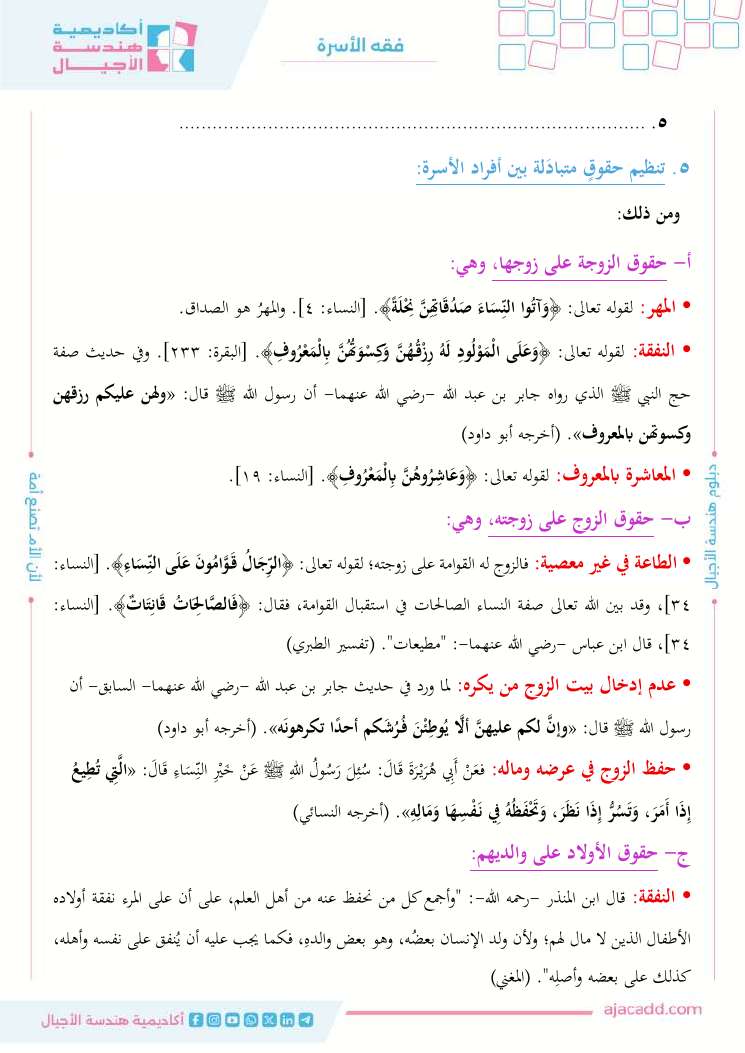 أكاديمية
هندسة
الأجيال
فقه الأسرة
٥. ................................................................................
٥. تنظيم حقوقٍ متبادَلة بين أفراد الأسرة:
ومن ذلك:
أ- حقوق الزوجة على زوجها، وهي:
• المهر: لقوله تعالى: ﴿وَآتُوا النِّسَاءَ صَدُقَاتِهِنَّ نِحْلَةً﴾. [النساء: ٤]. والمهرُ هو الصداق.
• النفقة: لقوله تعالى: ﴿وَعَلَى الْمَوْلُودِ لَهُ رِزْقُهُنَّ وَكِسْوَتُهُنَّ بِالْمَعْرُوفِ﴾. [البقرة: ٢٣٣]. وفي حديث صفة
حج النبي ﷺ الذي رواه جابر بن عبد الله -رضي الله عنهما- أن رسول الله ﷺ قال: «ولهن عليكم رزقهن
وكسوتهن بالمعروف». (أخرجه أبو داود)
• المعاشرة بالمعروف: لقوله تعالى: ﴿وَعَاشِرُوهُنَّ بِالْمَعْرُوفِ﴾. [النساء: ١٩].
ب- حقوق الزوج على زوجته، وهي:
• الطاعة في غير معصية: فالزوج له القوامة على زوجته؛ لقوله تعالى: ﴿الرِّجَالُ قَوَّامُونَ عَلَى النِّسَاءِ﴾. [النساء:
٣٤]، وقد بين الله تعالى صفة النساء الصالحات في استقبال القوامة، فقال: ﴿فَالصَّالِحَاتُ قَانِتَاتٌ﴾. [النساء:
٣٤]، قال ابن عباس -رضي الله عنهما-: "مطيعات". (تفسير الطبري)
• عدم إدخال بيت الزوج من يكره: لما ورد في حديث جابر بن عبد الله -رضي الله عنهما- السابق- أن
رسول الله ﷺ قال: «وإنَّ لكم عليهنَّ ألَّا يُوطِئْنَ فُرُشَكم أحدًا تكرهونَه». (أخرجه أبو داود)
• حفظ الزوج في عرضه وماله: فعَنْ أَبِي هُرَيْرَةَ قَالَ: سُئِلَ رَسُولُ اللهِ ﷺ عَنْ خَيْرِ النِّسَاءِ قَالَ: «الَّتِي تُطِيعُ
إِذَا أَمَرَ، وَتَسُرُّ إِذَا نَظَرَ، وَتَحْفَظُهُ فِي نَفْسِهَا وَمَالِهِ». (أخرجه النسائي)
ج- حقوق الأولاد على والديهم:
• النفقة: قال ابن المنذر -رحمه الله-: "وأجمع كل من نحفظ عنه من أهل العلم، على أن على المرء نفقة أولاده
الأطفال الذين لا مال لهم؛ ولأن ولد الإنسان بعضُه، وهو بعض والدهِ، فكما يجب عليه أن يُنفق على نفسه وأهله،
كذلك على بعضه وأصلِه". (المغني)
دبلوم هندسة الأجيال
لأن الأمـ تصنع أمة
أكاديمية هندسة الأجيال
ajacadd.com